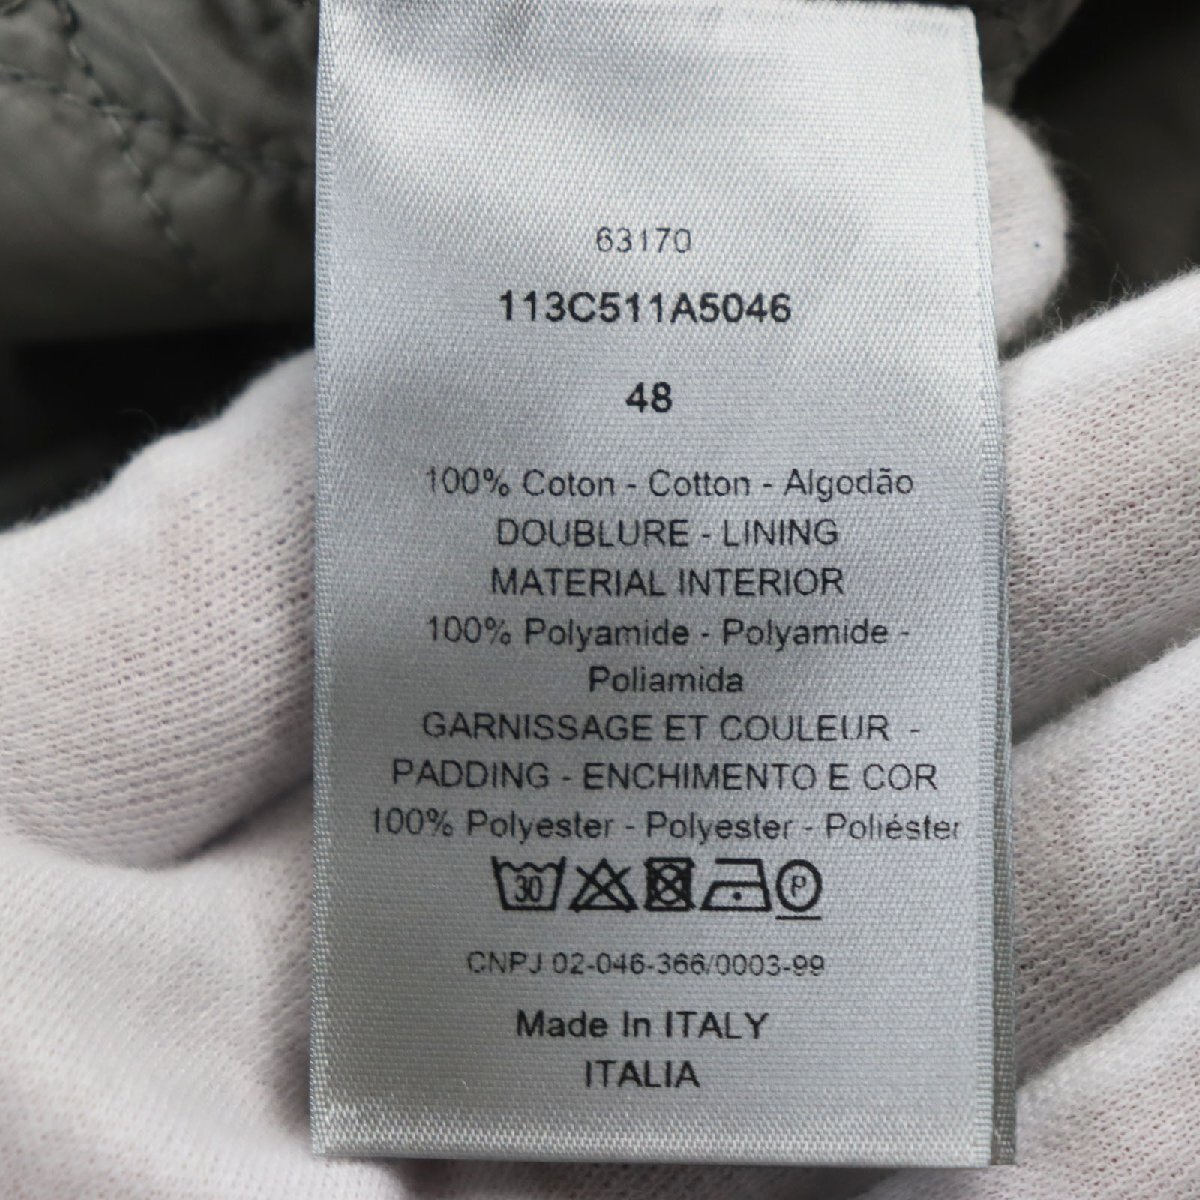 63170
113C511A5046
48
100% Coton - Cotton - Algodão
DOUBLURE - LINING
MATERIAL INTERIOR
100% Polyamide - Polyamide -
Poliamida
GARNISSAGE ET COULEUR -
PADDING - ENCHIMENTO E COR
100% Polyester - Polyester - Poliéster
30 P
CNPJ 02-046-366/0003-99
Made In ITALY
ITALIA